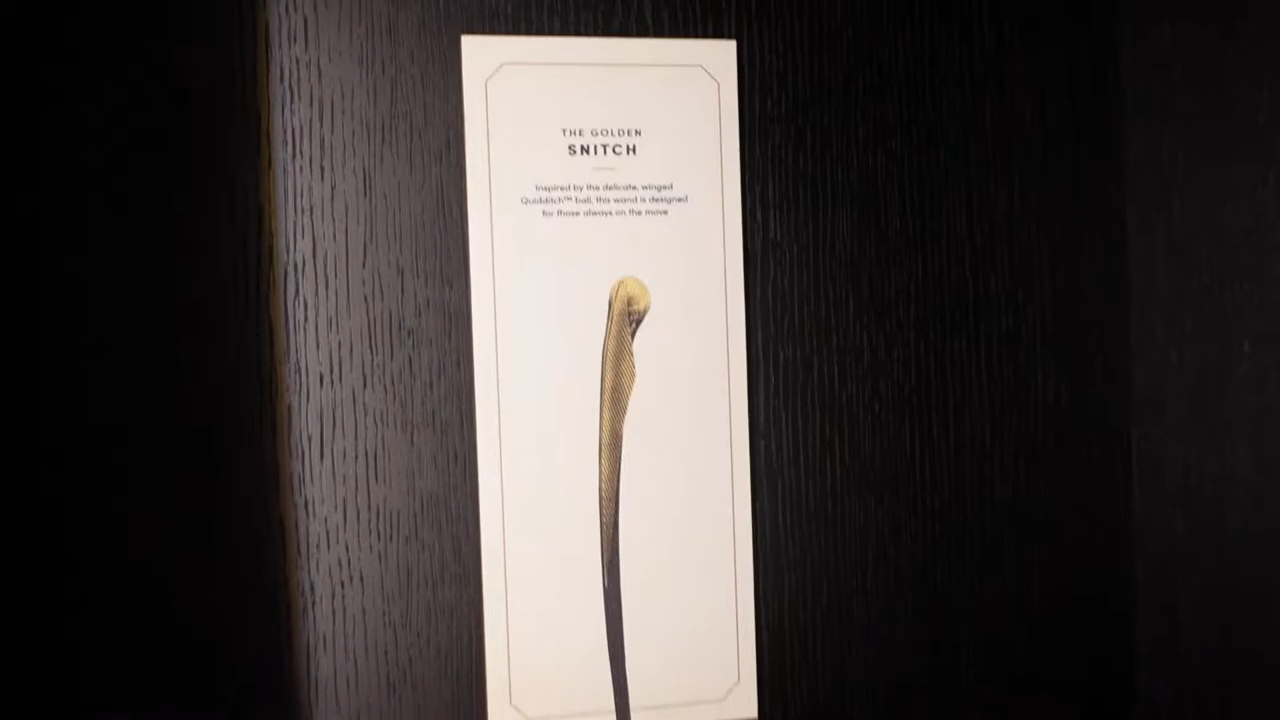 THE GOLDEN
SNITCH
Inspired by the delicate, winged
Quidditch™ ball, this wand is designed
for those always on the move